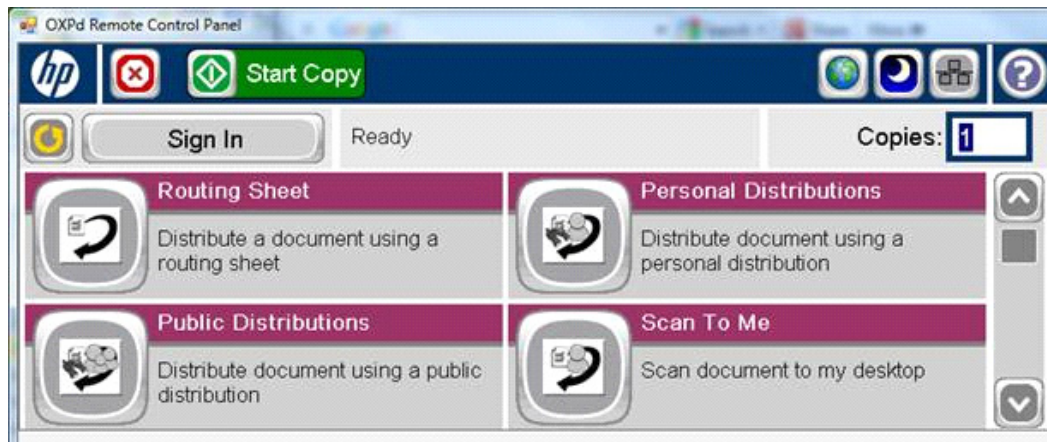 OXPd Remote Control Panel
hp
Start Copy
Sign In
Ready
Copies: 1
Routing Sheet
Distribute a document using a
routing sheet
Personal Distributions
Distribute document using a
personal distribution
Public Distributions
Distribute document using a public
distribution
Scan To Me
Scan document to my desktop